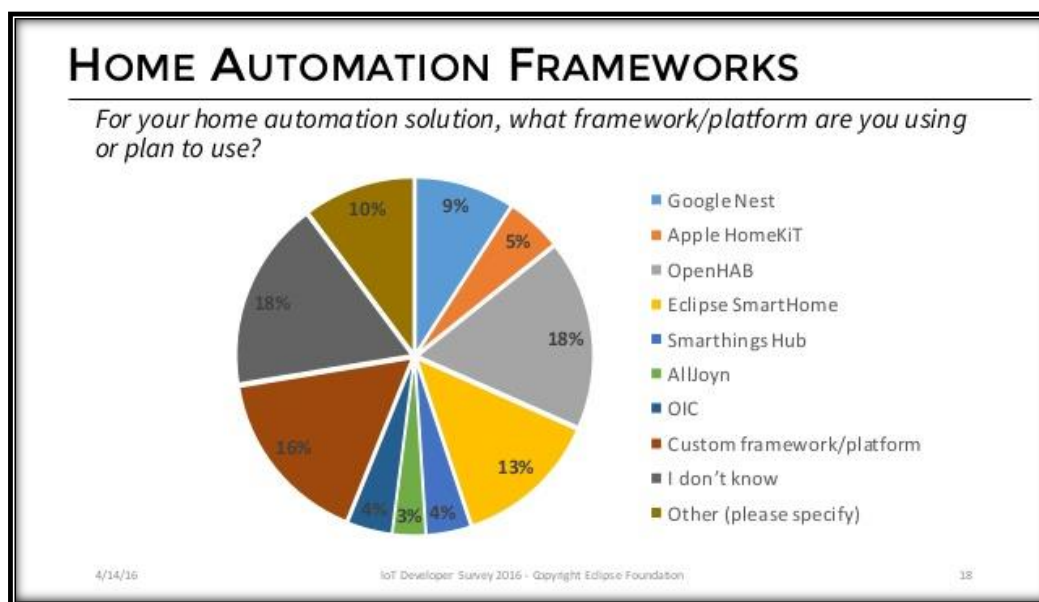 HOME AUTOMATION FRAMEWORKS
For your home automation solution, what framework/platform are you using
or plan to use?
9%
5%
18%
13%
4%
3%
4%
16%
18%
10%
Google Nest
Apple HomeKiT
OpenHAB
Eclipse SmartHome
Smarthings Hub
AllJoyn
OIC
Custom framework/platform
I don't know
Other (please specify)
4/14/16
IoT Developer Survey 2016 - Copyright Eclipse Foundation
18